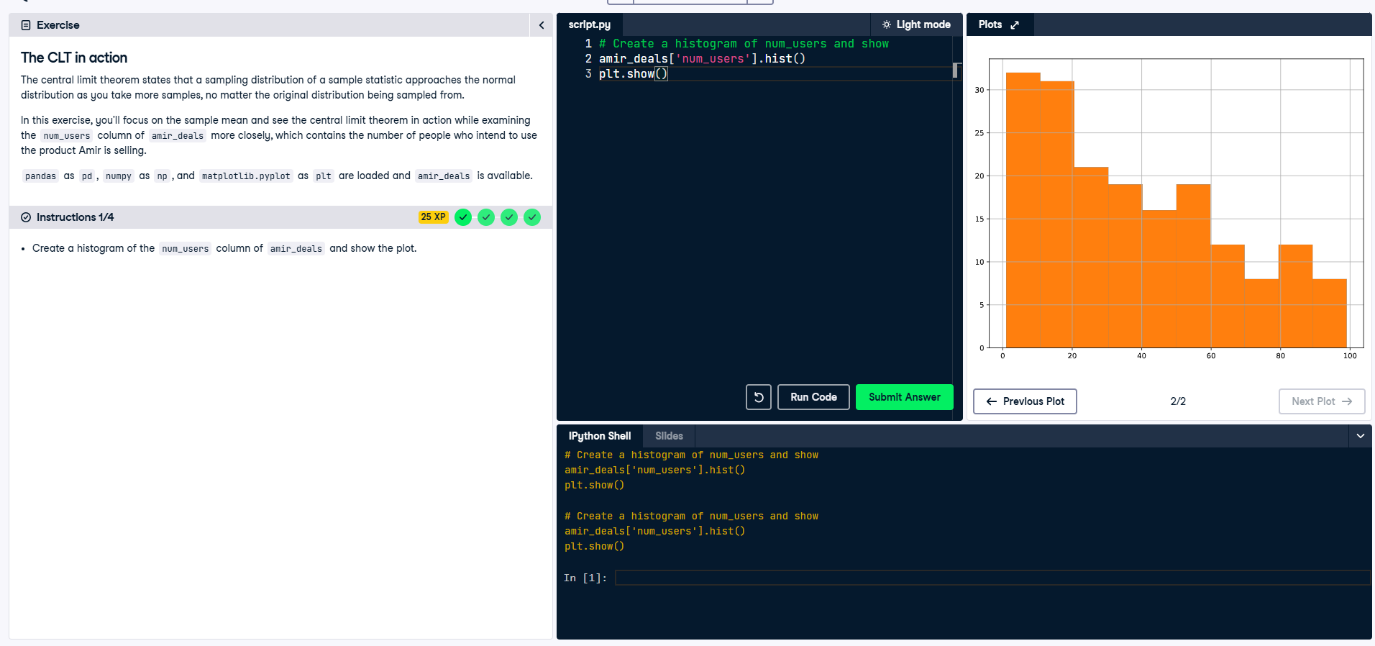 Exercise
The CLT in action
The central limit theorem states that a sampling distribution of a sample statistic approaches the normal
distribution as you take more samples, no matter the original distribution being sampled from.
In this exercise, you'll focus on the sample mean and see the central limit theorem in action while examining
the num_users column of amir_deals more closely, which contains the number of people who intend to use
the product Amir is selling.
pandas as pd, numpy as np, and matplotlib.pyplot as plt are loaded and amir_deals is available.
Instructions 1/4
25 XP
• Create a histogram of the num_users column of amir_deals and show the plot.
script.py
Light mode
1 # Create a histogram of num_users and show
2 amir_deals['num_users'].hist()
3 plt.show()
Run Code
Submit Answer
Plots
30
25
20
15
10
5
0
0 20 40 60 80 100
← Previous Plot
2/2
Next Plot →
IPython Shell
Slides
# Create a histogram of num_users and show
amir_deals['num_users'].hist()
plt.show()
# Create a histogram of num_users and show
amir_deals['num_users'].hist()
plt.show()
In [1]: